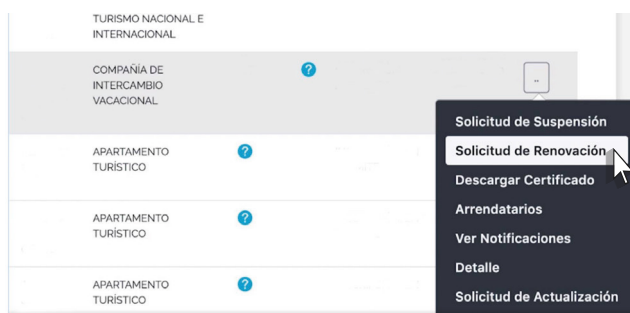 TURISMO NACIONAL E
INTERNACIONAL
COMPAÑÍA DE
INTERCAMBIO
VACACIONAL
?
..
Solicitud de Suspensión
Solicitud de Renovación
Descargar Certificado
Arrendatarios
Ver Notificaciones
Detalle
Solicitud de Actualización
APARTAMENTO
TURÍSTICO
?
APARTAMENTO
TURÍSTICO
?
APARTAMENTO
TURÍSTICO
?